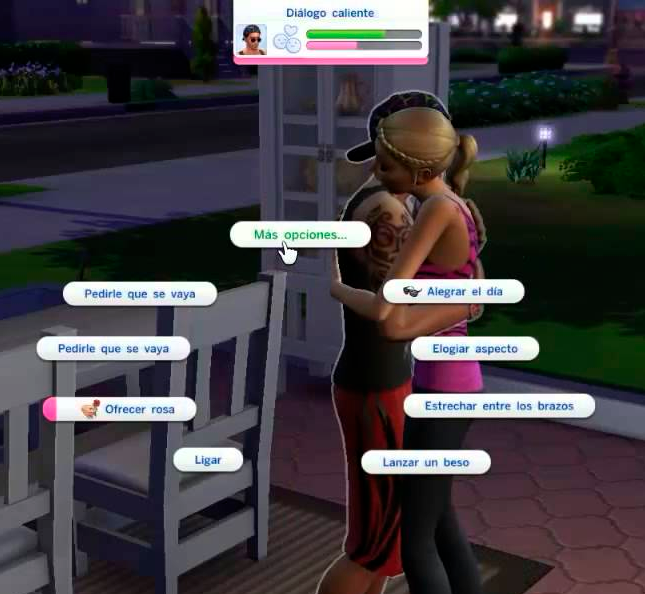 Diálogo caliente
Más opciones...
Pedirle que se vaya
Alegrar el día
Pedirle que se vaya
Elogiar aspecto
Ofrecer rosa
Estrechar entre los brazos
Ligar
Lanzar un beso